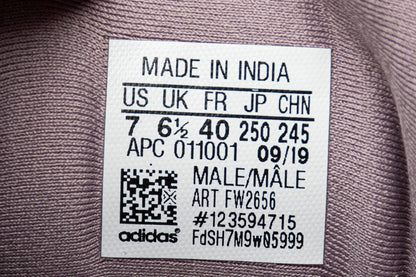 MADE IN INDIA
US UK FR JP CHN
7 6½ 40 250 245
APC 011001 09/19
MALE/MÂLE
ART FW2656
#123594715
adidas® FdSH7M9w05999